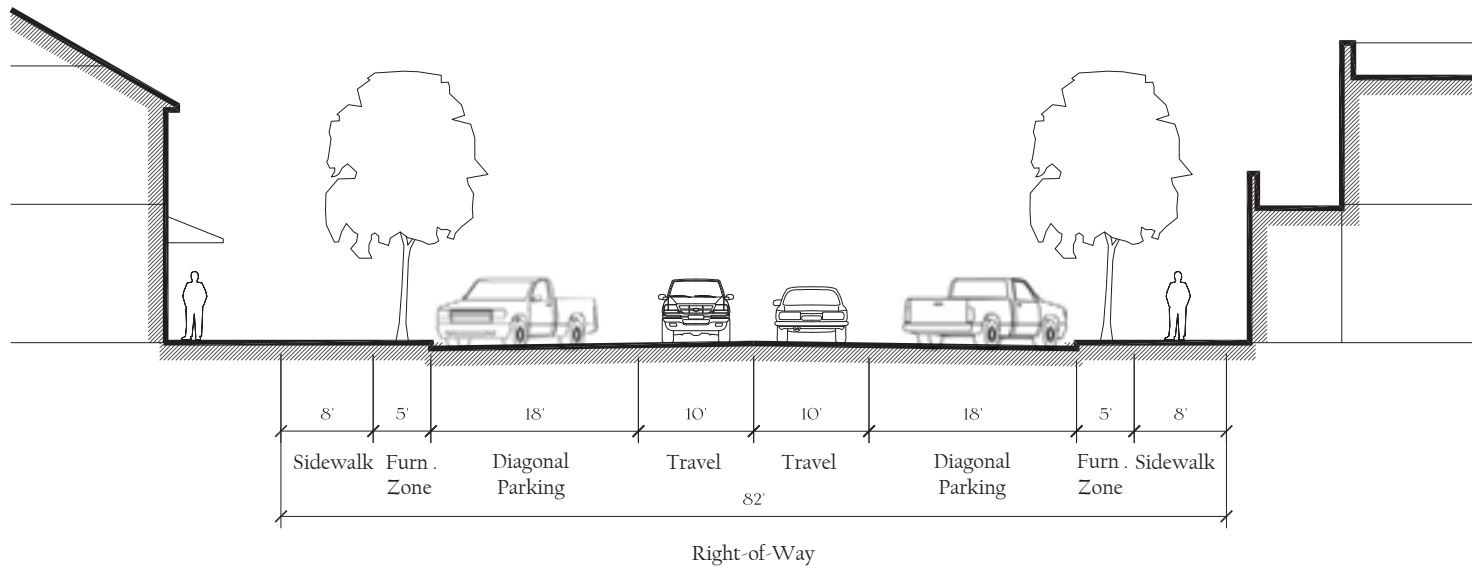 8' 5' 18' 10' 10' 18' 5' 8'
Sidewalk Furn. Diagonal Travel Travel Diagonal Furn. Sidewalk
Zone Parking Parking Zone
82'
Right-of-Way